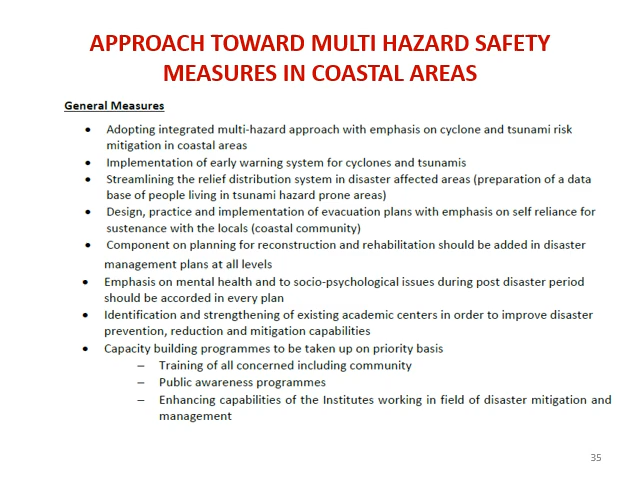 APPROACH TOWARD MULTI HAZARD SAFETY
MEASURES IN COASTAL AREAS
General Measures
• Adopting integrated multi-hazard approach with emphasis on cyclone and tsunami risk
mitigation in coastal areas
• Implementation of early warning system for cyclones and tsunamis
• Streamlining the relief distribution system in disaster affected areas (preparation of a data
base of people living in tsunami hazard prone areas)
• Design, practice and implementation of evacuation plans with emphasis on self reliance for
sustenance with the locals (coastal community)
• Component on planning for reconstruction and rehabilitation should be added in disaster
management plans at all levels
• Emphasis on mental health and to socio-psychological issues during post disaster period
should be accorded in every plan
• Identification and strengthening of existing academic centers in order to improve disaster
prevention, reduction and mitigation capabilities
• Capacity building programmes to be taken up on priority basis
– Training of all concerned including community
– Public awareness programmes
– Enhancing capabilities of the Institutes working in field of disaster mitigation and
management
35